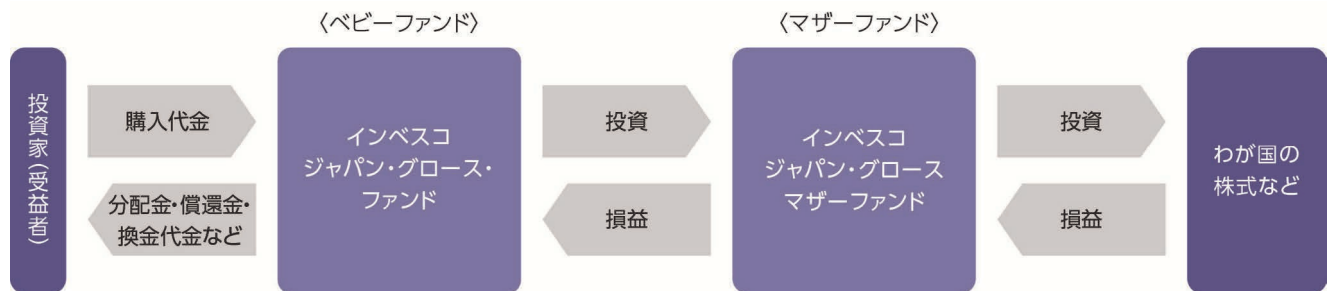 〈ベビーファンド〉
〈マザーファンド〉
投資家(受益者)
購入代金
分配金・償還金・
換金代金など
インベスコ
ジャパン・グロース・
ファンド
投資
損益
インベスコ
ジャパン・グロース
マザーファンド
投資
損益
わが国の
株式など